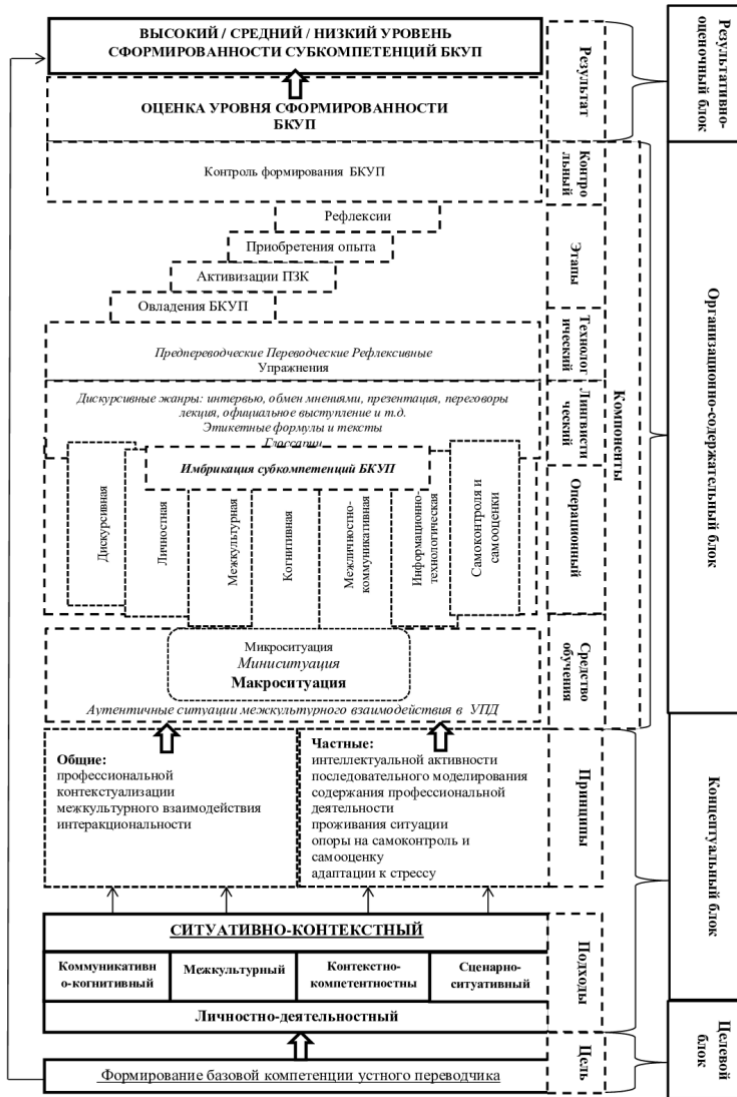 ВЫСОКИЙ / СРЕДНИЙ / НИЗКИЙ УРОВЕНЬ
СФОРМИРОВАННОСТИ СУБКОМПЕТЕНЦИЙ БКУП
ОЦЕНКА УРОВНЯ СФОРМИРОВАННОСТИ
БКУП
Результат
Результативно-
оценочный блок
Контроль формирования БКУП
Контро
льный
Рефлексии
Приобретения опыта
Активизации ПЗК
Овладения БКУП
Этапы
Предпереводческие Переводческие Рефлексивные
Упражнения
Технолог
ический
Дискурсивные жанры: интервью, обмен мнениями, презентация, переговоры
лекция, официальное выступление и т.д.
Этикетные формулы и тексты
Глоссарии
Лингвисти
ческий
Имбрикация субкомпетенций БКУП
Дискурсивная
Личностная
Межкультурная
Когнитивная
Межличностно-
коммуникативная
Информационно-
технологическая
Самоконтроля и
самооценки
Операционный
Компоненты
Организационно-содержательный блок
Микроситуация
Миниситуация
Макроситуация
Аутентичные ситуации межкультурного взаимодействия в УПД
Средство
обучения
Общие:
профессиональной
контекстуализации
межкультурного взаимодействия
интеракциональности
Частные:
интеллектуальной активности
последовательного моделирования
содержания профессиональной
деятельности
проживания ситуации
опоры на самоконтроль и
самооценку
адаптации к стрессу
Принципы
Концептуальный блок
СИТУАТИВНО-КОНТЕКСТНЫЙ
Коммуникативн
о-когнитивный
Межкультурный
Контекстно-
компетентностны
Сценарно-
ситуативный
Личностно-деятельностный
Подходы
Формирование базовой компетенции устного переводчика
Цель
Целевой
блок